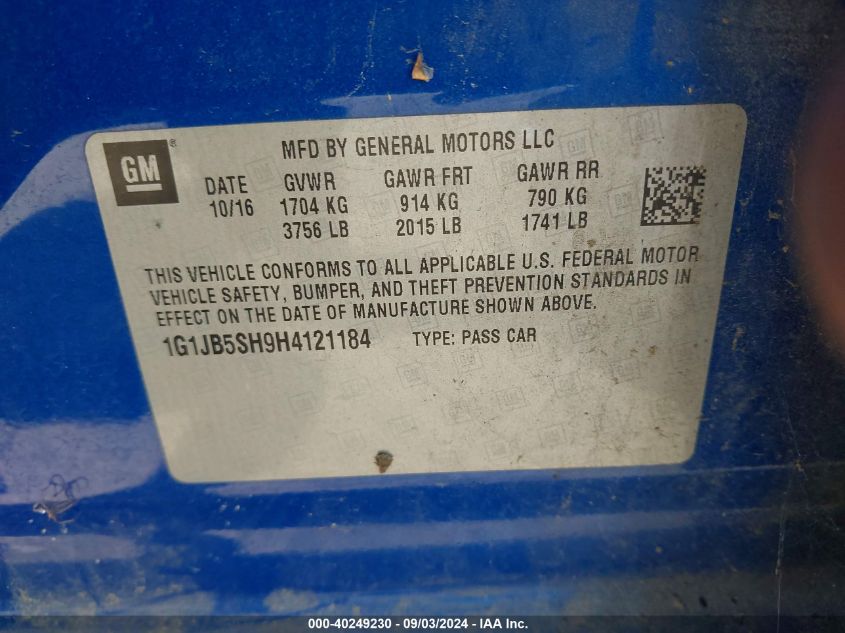 GM
MFD BY GENERAL MOTORS LLC
DATE GVWR GAWR FRT GAWR RR
10/16 1704 KG 914 KG 790 KG
3756 LB 2015 LB 1741 LB
THIS VEHICLE CONFORMS TO ALL APPLICABLE U.S. FEDERAL MOTOR
VEHICLE SAFETY, BUMPER, AND THEFT PREVENTION STANDARDS IN
EFFECT ON THE DATE OF MANUFACTURE SHOWN ABOVE.
1G1JB5SH9H4121184 TYPE: PASS CAR
000-40249230 - 09/03/2024 - IAA Inc.